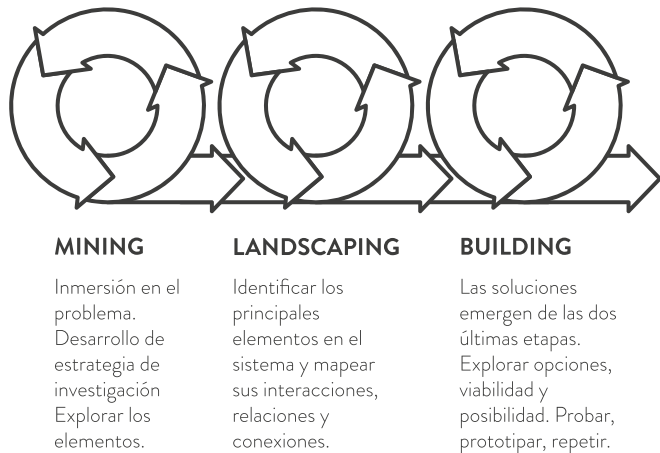 MINING
Inmersión en el
problema.
Desarrollo de
estrategia de
investigación
Explorar los
elementos.
LANDSCAPING
Identificar los
principales
elementos en el
sistema y mapear
sus interacciones,
relaciones y
conexiones.
BUILDING
Las soluciones
emergen de las dos
últimas etapas.
Explorar opciones,
viabilidad y
posibilidad. Probar,
prototipar, repetir.